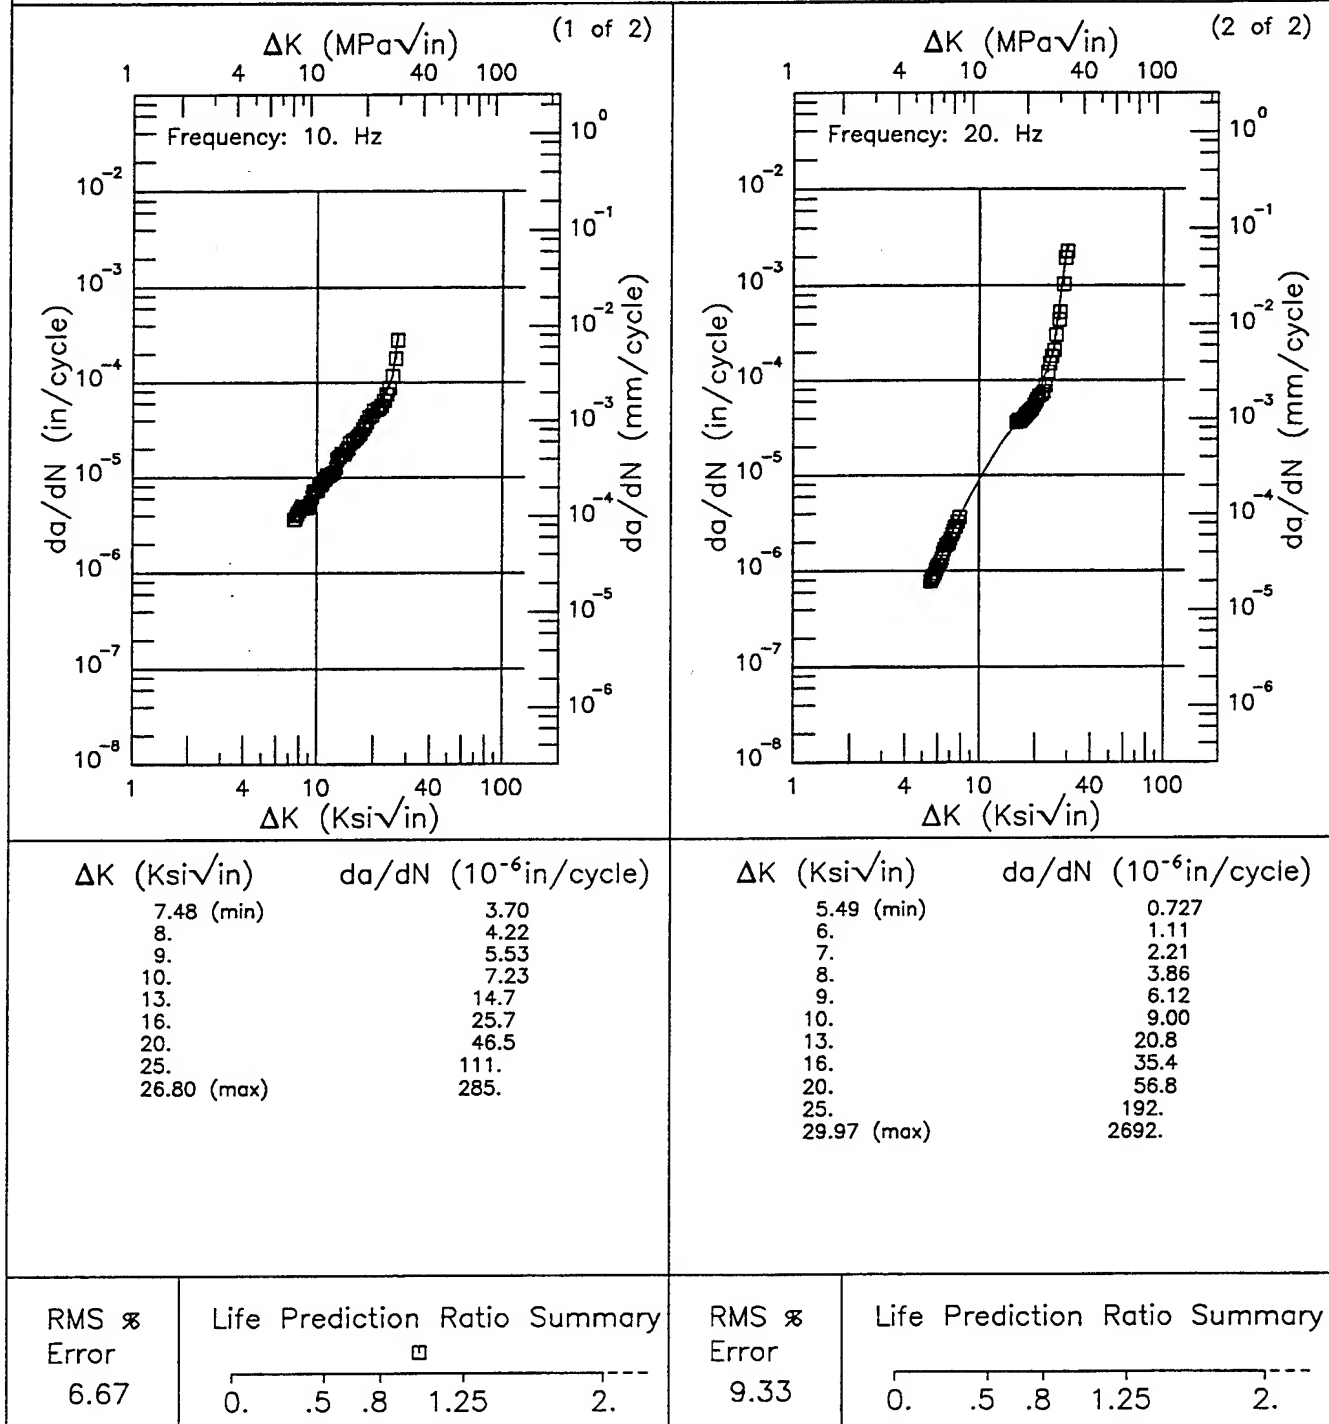 (1 of 2)
ΔK (MPa√in)
1 4 10 40 100
Frequency: 10. Hz
10⁰
10⁻²
10⁻¹
10⁻³
10⁻²
10⁻⁴
10⁻³
10⁻⁵
10⁻⁴
10⁻⁶
10⁻⁵
10⁻⁷
10⁻⁶
10⁻⁸
da/dN (in/cycle)
da/dN (mm/cycle)
1 4 10 40 100
ΔK (Ksi√in)
ΔK (Ksi√in) da/dN (10⁻⁶in/cycle)
7.48 (min) 3.70
8. 4.22
9. 5.53
10. 7.23
13. 14.7
16. 25.7
20. 46.5
25. 111.
26.80 (max) 285.
RMS % Error
6.67
Life Prediction Ratio Summary
0. .5 .8 1.25 2.
(2 of 2)
ΔK (MPa√in)
1 4 10 40 100
Frequency: 20. Hz
10⁰
10⁻²
10⁻¹
10⁻³
10⁻²
10⁻⁴
10⁻³
10⁻⁵
10⁻⁴
10⁻⁶
10⁻⁵
10⁻⁷
10⁻⁶
10⁻⁸
da/dN (in/cycle)
da/dN (mm/cycle)
1 4 10 40 100
ΔK (Ksi√in)
ΔK (Ksi√in) da/dN (10⁻⁶in/cycle)
5.49 (min) 0.727
6. 1.11
7. 2.21
8. 3.86
9. 6.12
10. 9.00
13. 20.8
16. 35.4
20. 56.8
25. 192.
29.97 (max) 2692.
RMS % Error
9.33
Life Prediction Ratio Summary
0. .5 .8 1.25 2.